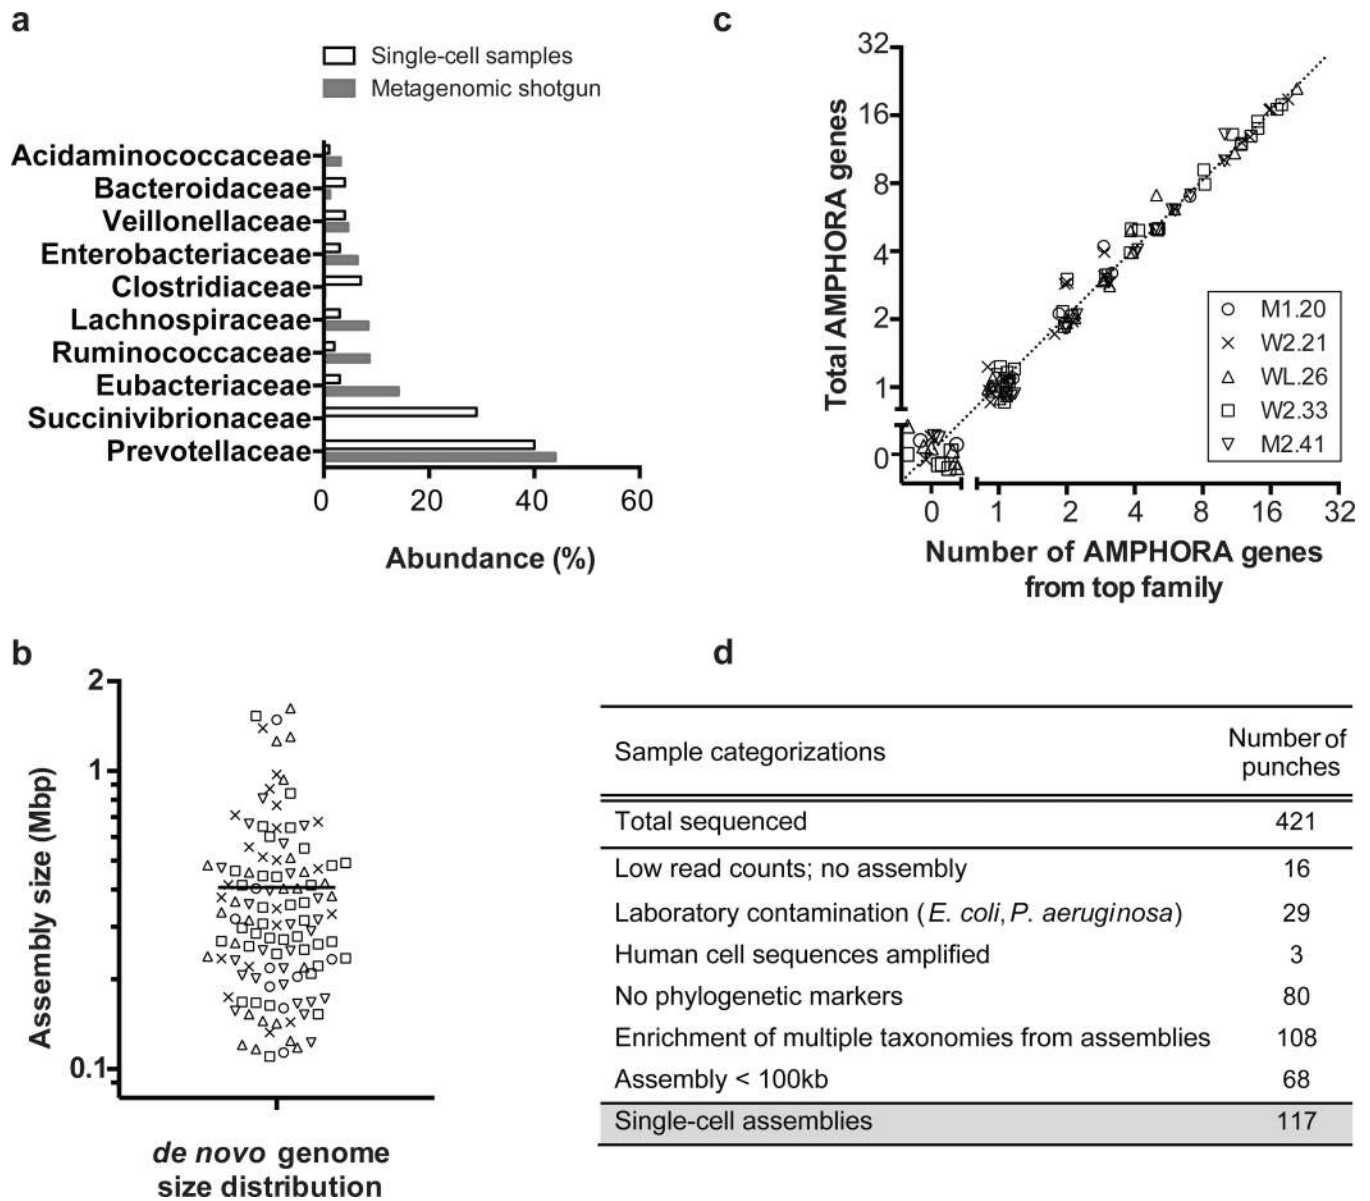 a
Single-cell samples
Metagenomic shotgun
Acidaminococcaceae
Bacteroidaceae
Veillonellaceae
Enterobacteriaceae
Clostridiaceae
Lachnospiraceae
Ruminococcaceae
Eubacteriaceae
Succinivibrionaceae
Prevotellaceae
0 20 40 60
Abundance (%)
c
Total AMPHORA genes
32
16
8
4
2
1
0
M1.20
W2.21
WL.26
W2.33
M2.41
0 1 2 4 8 16 32
Number of AMPHORA genes
from top family
b
Assembly size (Mbp)
2
1
0.1
de novo genome
size distribution
d
Sample categorizations Number of punches
Total sequenced 421
Low read counts; no assembly 16
Laboratory contamination (E. coli, P. aeruginosa) 29
Human cell sequences amplified 3
No phylogenetic markers 80
Enrichment of multiple taxonomies from assemblies 108
Assembly < 100kb 68
Single-cell assemblies 117